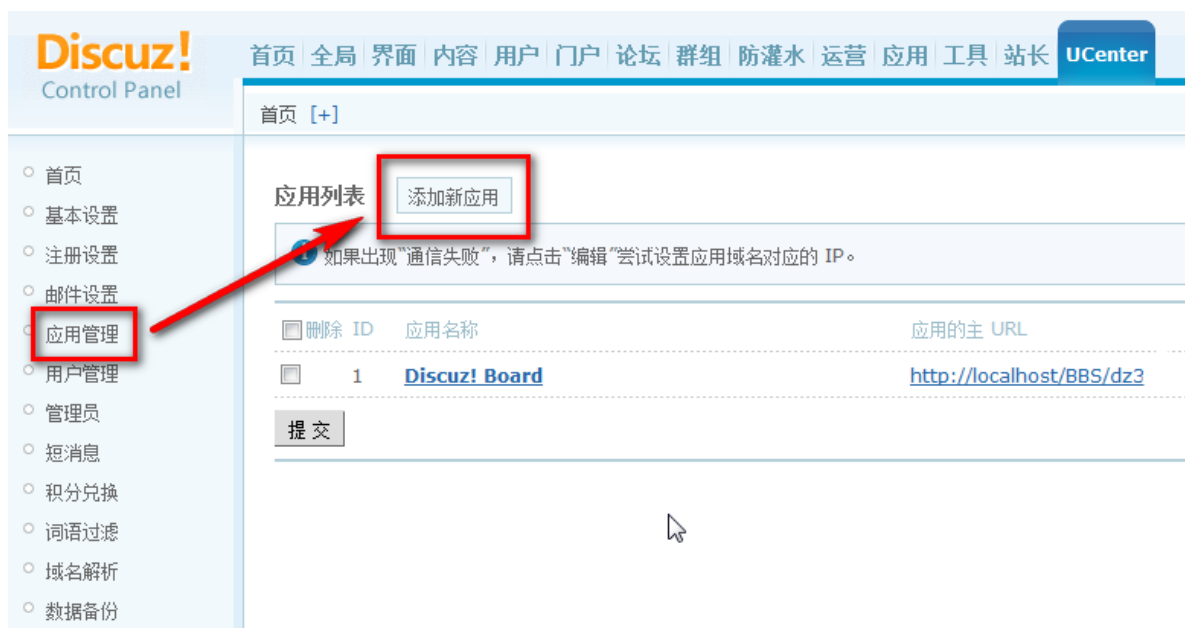 Discuz!
Control Panel
首页 全局 界面 内容 用户 门户 论坛 群组 防灌水 运营 应用 工具 站长 UCenter
首页 [+]
首页
基本设置
注册设置
邮件设置
应用管理
用户管理
管理员
短消息
积分兑换
词语过滤
域名解析
数据备份
应用列表 添加新应用
如果出现"通信失败"，请点击"编辑"尝试设置应用域名对应的 IP。
删除 ID 应用名称 应用的主 URL
1 Discuz! Board http://localhost/BBS/dz3
提交